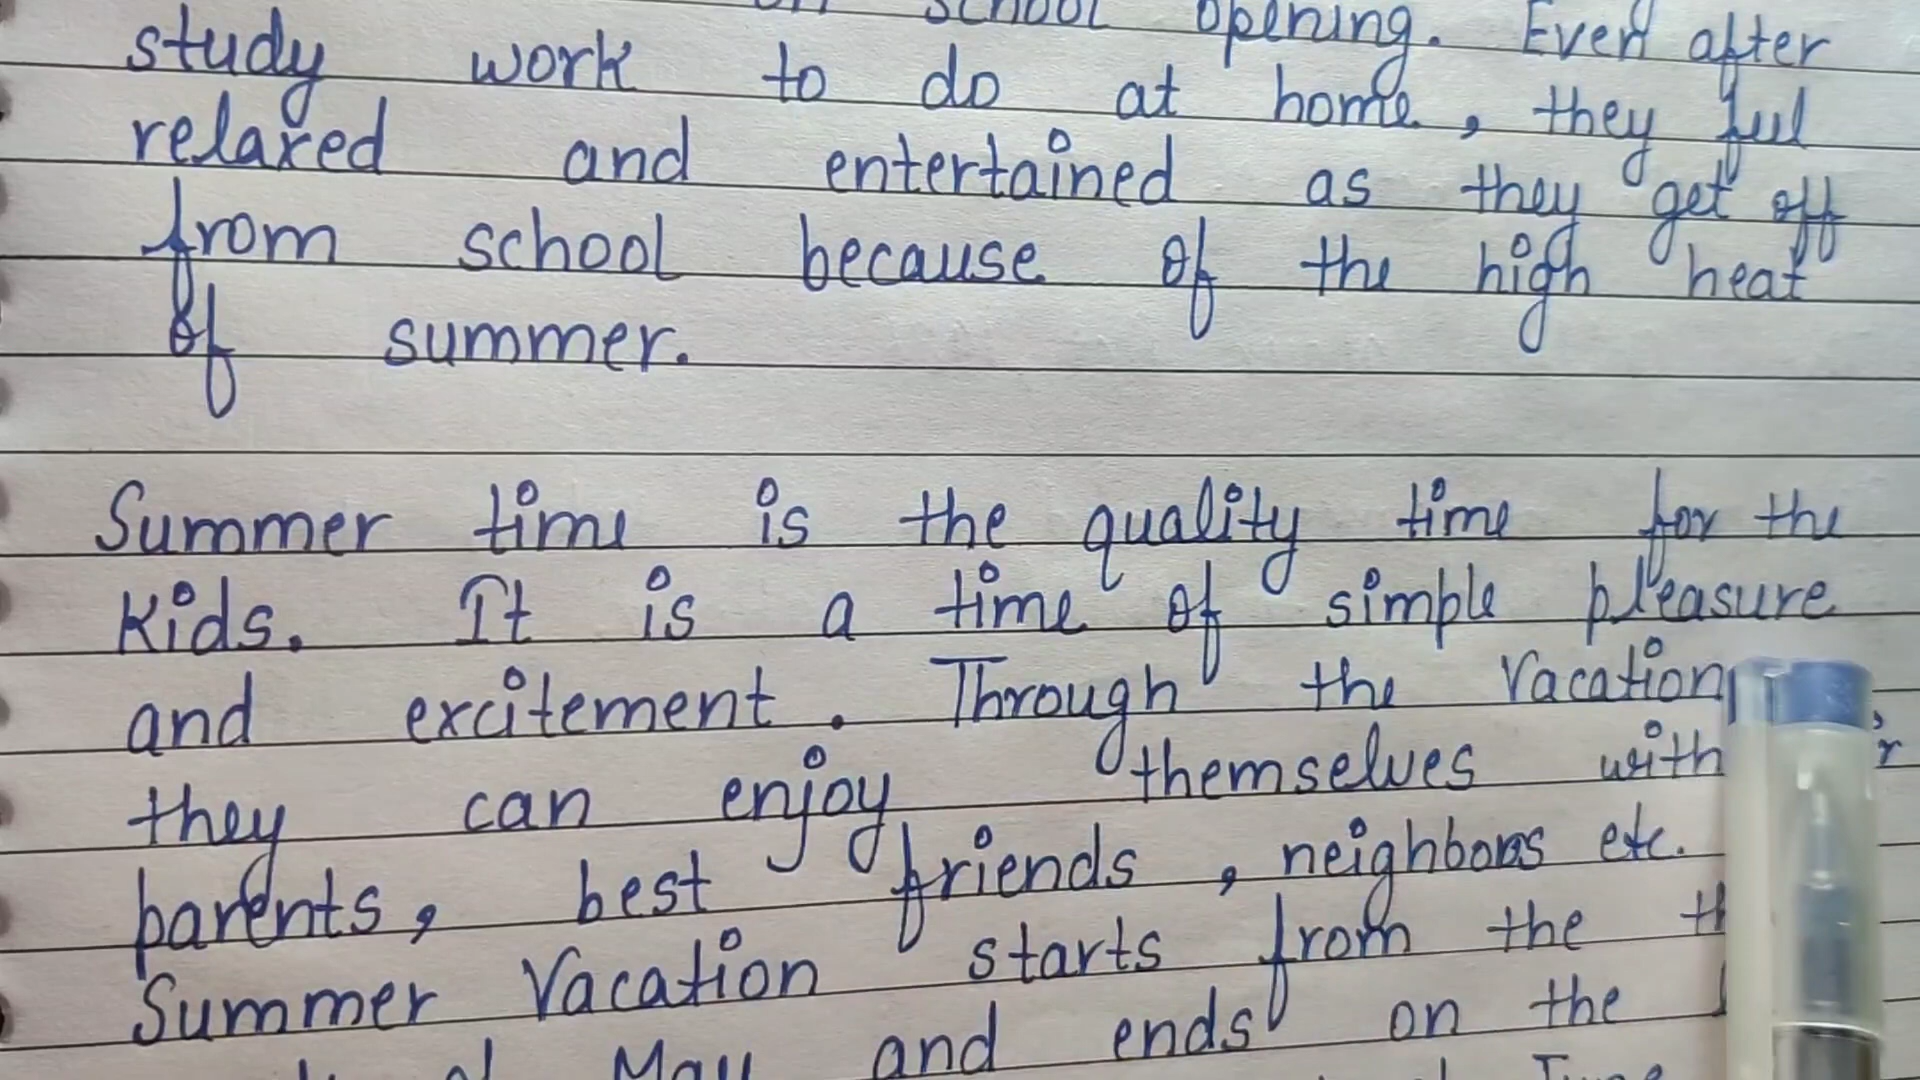 school opening. Even after
study work to do at home, they feel
relaxed and entertained as they get off
from school because of the high heat
of summer.
Summer time is the quality time for the
Kids. It is a time of simple pleasure
and excitement. Through the Vacation,
they can enjoy themselves with
parents, best friends, neighbors etc.
Summer Vacation starts from the
of May and ends on the
June